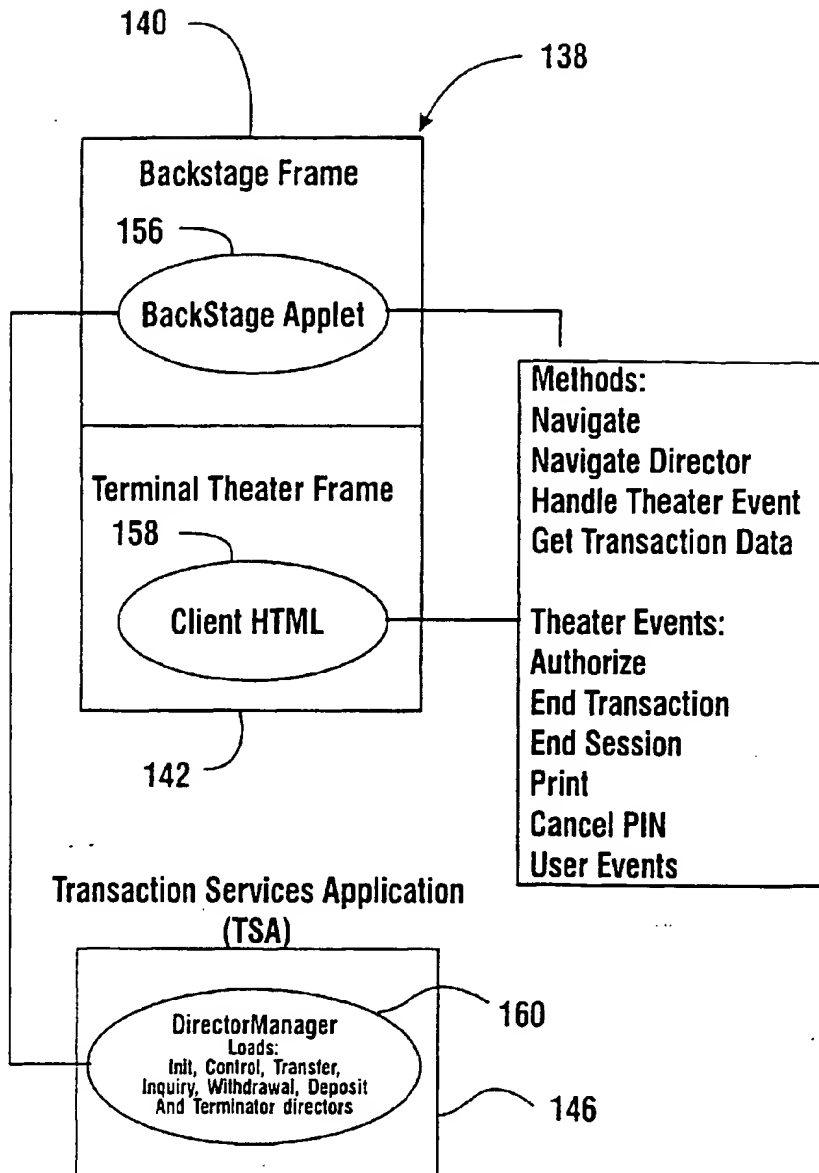 140
138
Backstage Frame
156
BackStage Applet
Terminal Theater Frame
158
Client HTML
142
Methods:
Navigate
Navigate Director
Handle Theater Event
Get Transaction Data
Theater Events:
Authorize
End Transaction
End Session
Print
Cancel PIN
User Events
Transaction Services Application
(TSA)
160
DirectorManager
Loads:
Init, Control, Transfer,
Inquiry, Withdrawal, Deposit
And Terminator directors
146